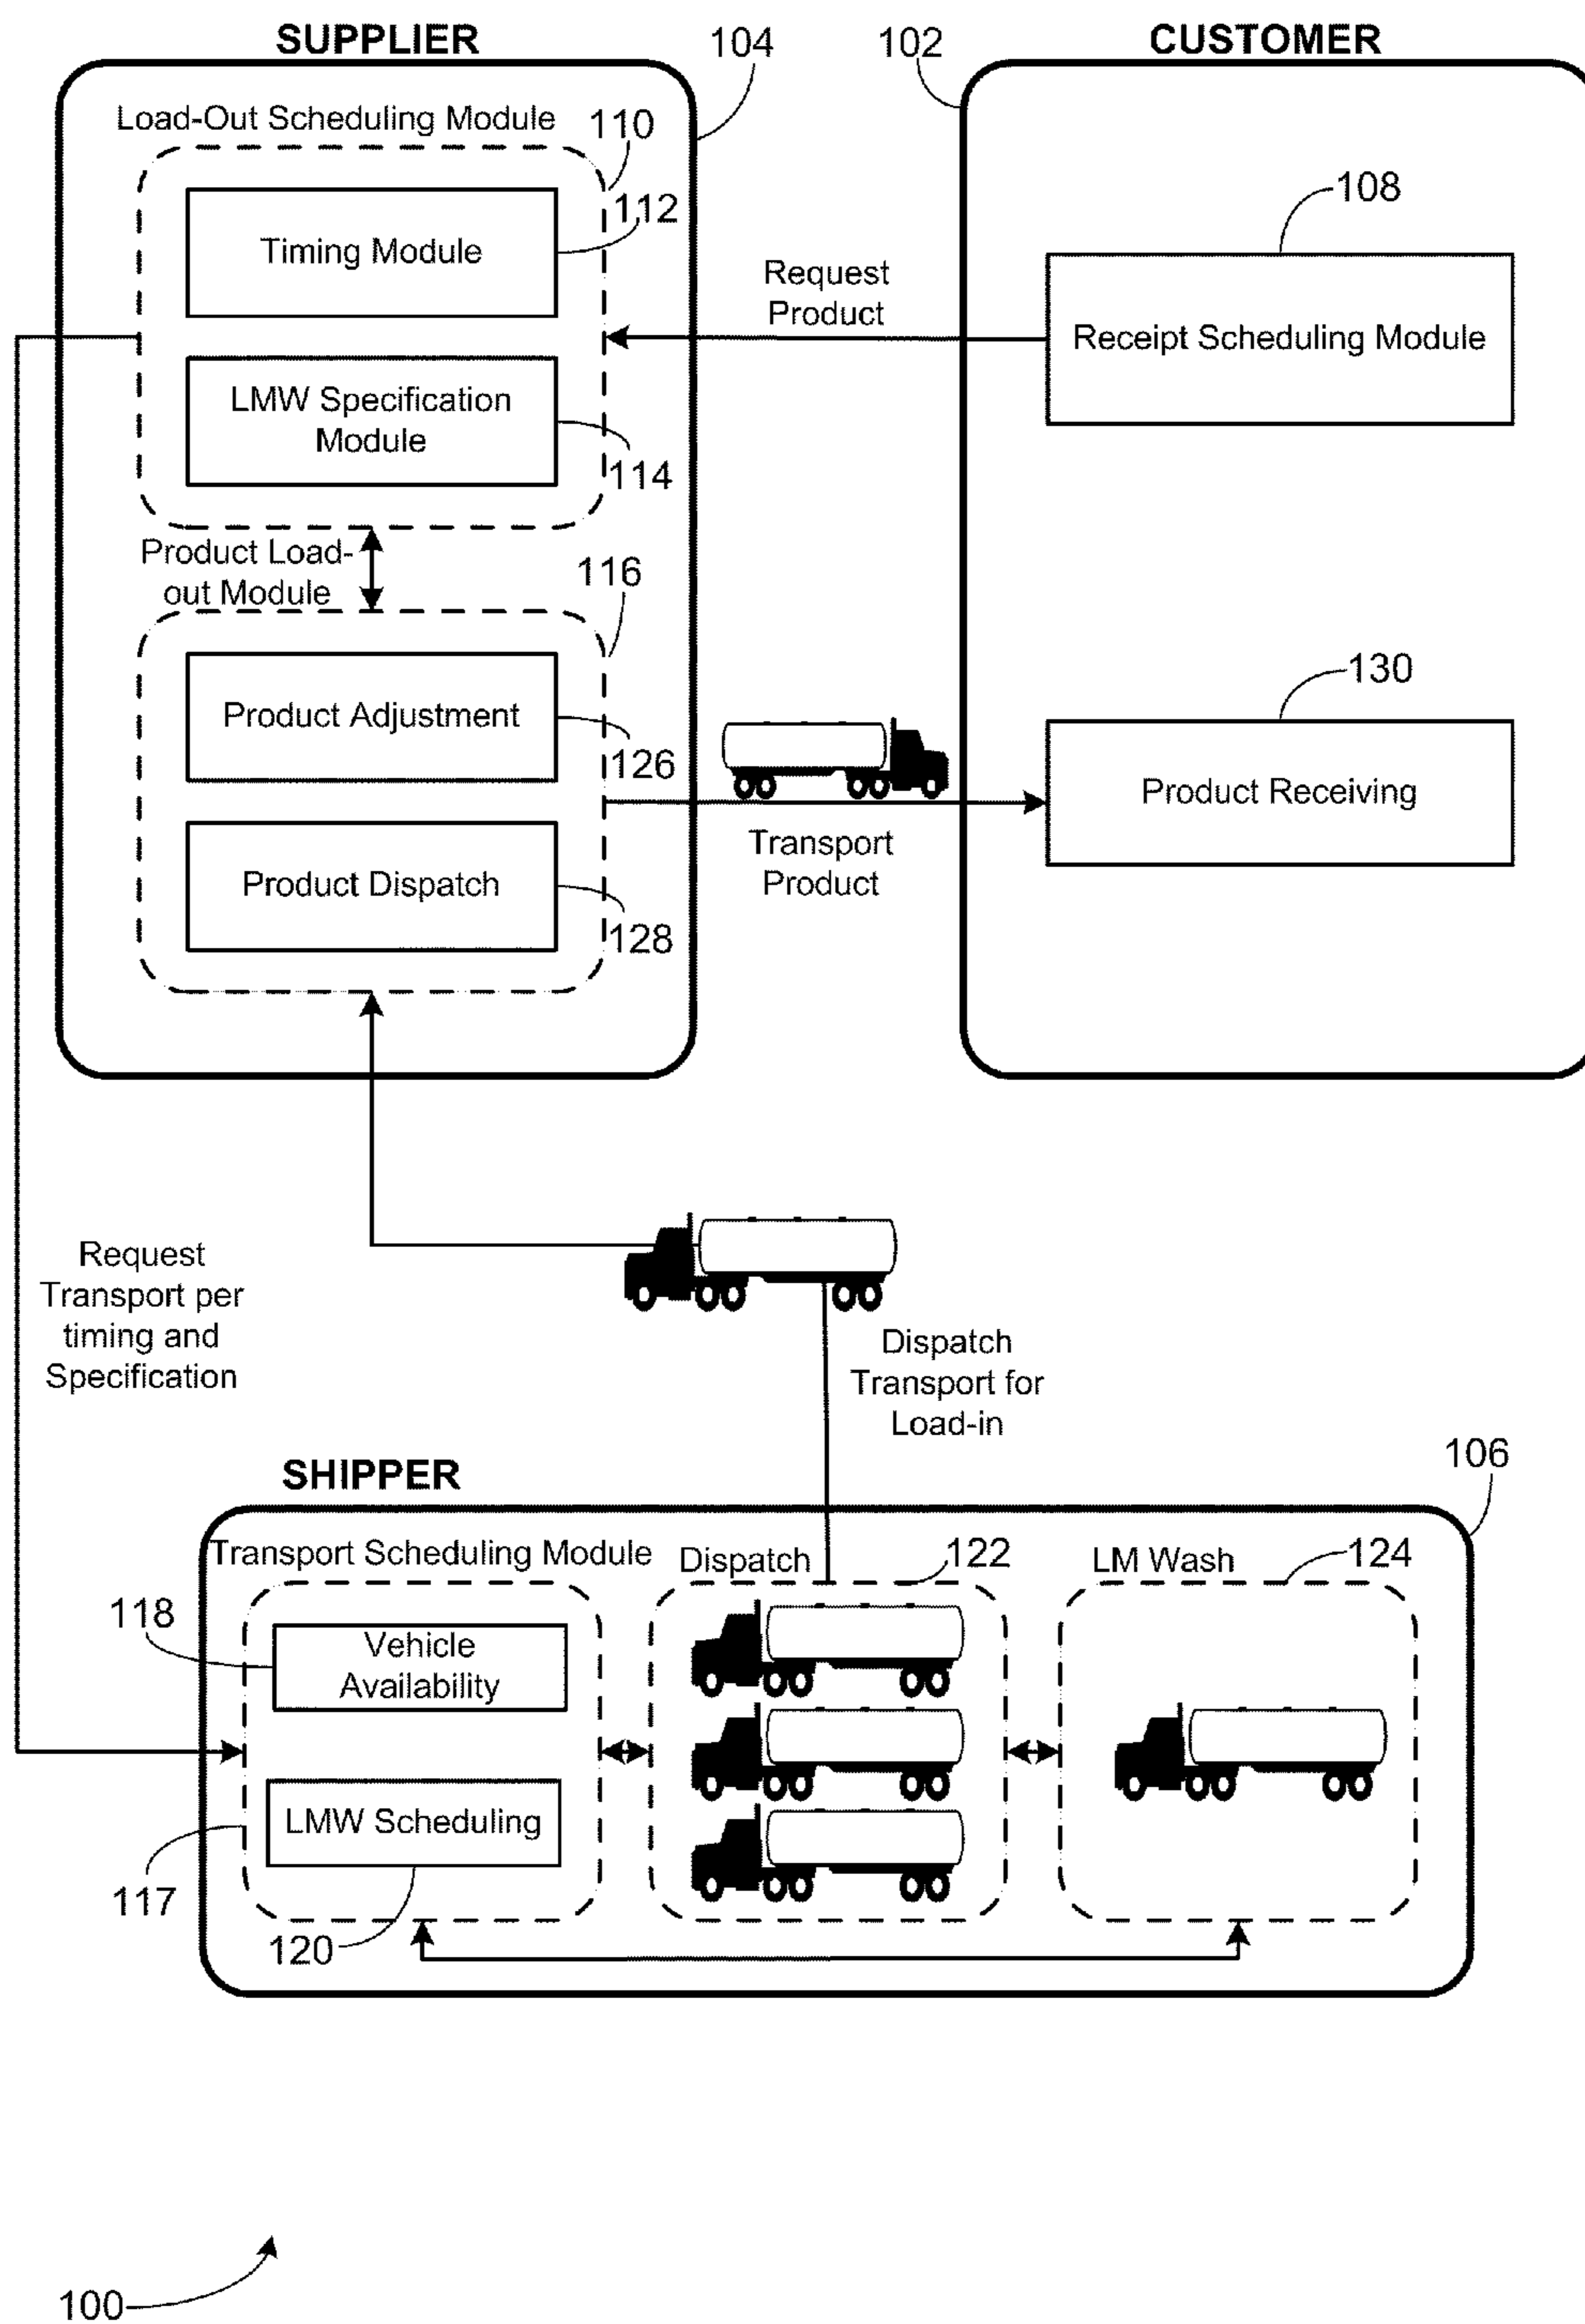 SUPPLIER
104
102
CUSTOMER
Load-Out Scheduling Module
110
112
Timing Module
LMW Specification
Module
114
Request
Product
108
Receipt Scheduling Module
Product Load-
out Module
116
Product Adjustment
126
Product Dispatch
128
Transport
Product
130
Product Receiving
Request
Transport per
timing and
Specification
Dispatch
Transport for
Load-in
SHIPPER
106
Transport Scheduling Module
118
Vehicle
Availability
LMW Scheduling
117
120
Dispatch
122
LM Wash
124
100